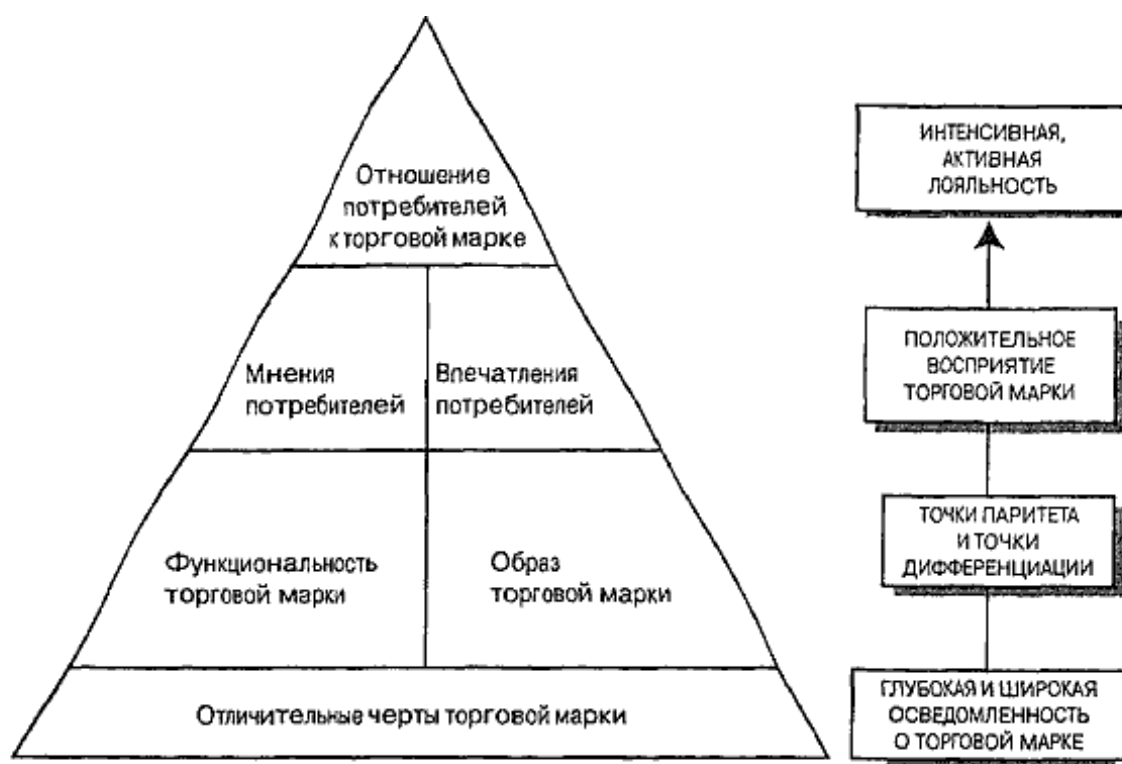 Отношение
потребителей
к торговой марке
Мнения
потребителей
Впечатления
потребителей
Функциональность
торговой марки
Образ
торговой марки
Отличительные черты торговой марки
ИНТЕНСИВНАЯ,
АКТИВНАЯ
ЛОЯЛЬНОСТЬ
ПОЛОЖИТЕЛЬНОЕ
ВОСПРИЯТИЕ
ТОРГОВОЙ МАРКИ
ТОЧКИ ПАРИТЕТА
И ТОЧКИ
ДИФФЕРЕНЦИАЦИИ
ГЛУБОКАЯ И ШИРОКАЯ
ОСВЕДОМЛЕННОСТЬ
О ТОРГОВОЙ МАРКЕ